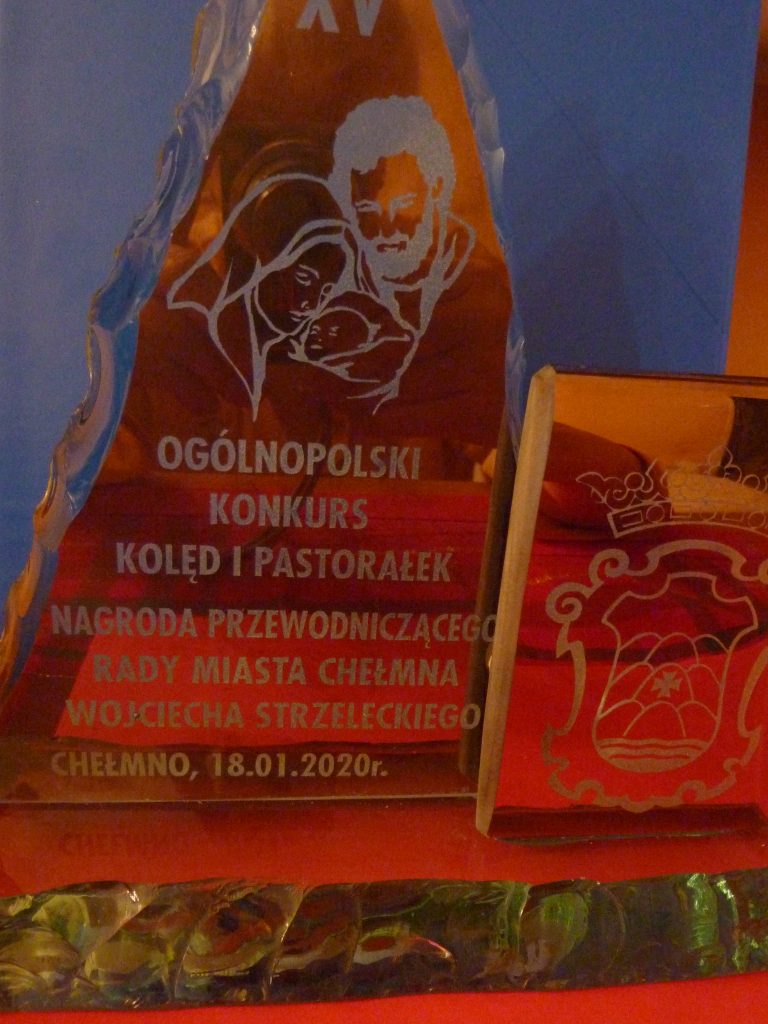 XV
OGÓLNOPOLSKI
KONKURS
KOLĘD I PASTORAŁEK
NAGRODA PRZEWODNICZĄCEGO
RADY MIASTA CHEŁMNA
WOJCIECHA STRZELECKIEGO
CHEŁMNO, 18.01.2020r.